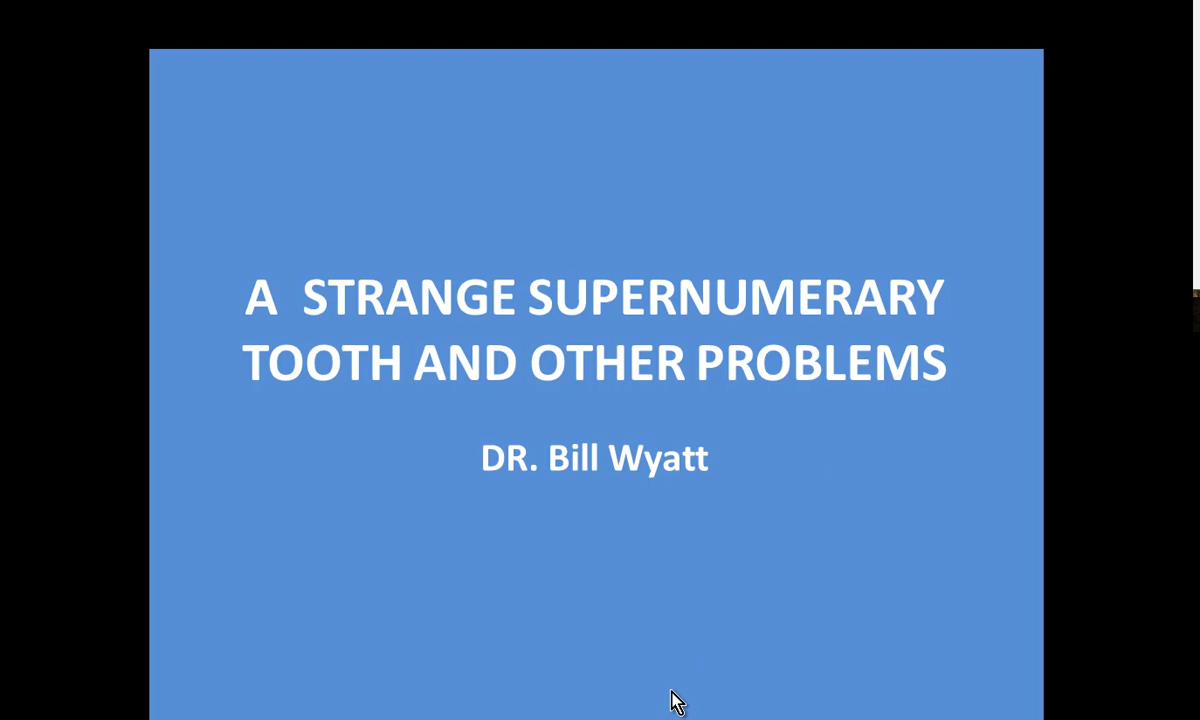 A  STRANGE SUPERNUMERARY
TOOTH AND OTHER PROBLEMS
DR. Bill Wyatt